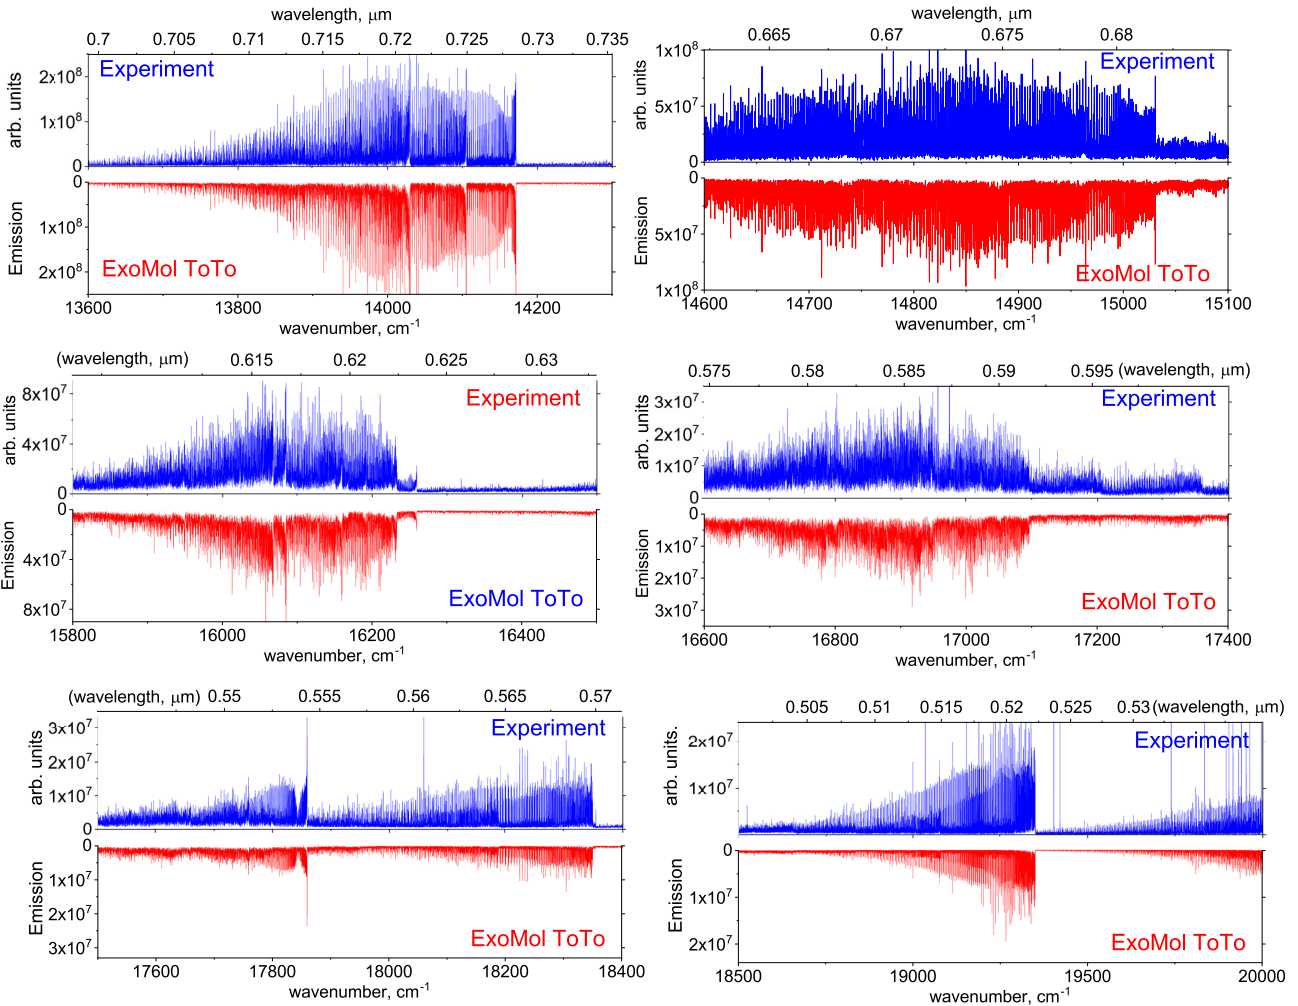 wavelength, μm
0.7 0.705 0.71 0.715 0.72 0.725 0.73 0.735
Experiment
arb. units
2x10⁸
1x10⁸
0
0
1x10⁸
2x10⁸
Emission
ExoMol ToTo
13600 13800 14000 14200
wavenumber, cm⁻¹
wavelength, μm
0.665 0.67 0.675 0.68
1x10⁸
5x10⁷
0
arb. units
Experiment
0
5x10⁷
1x10⁸
Emission
ExoMol ToTo
14600 14700 14800 14900 15000 15100
wavenumber, cm⁻¹
(wavelength, μm) 0.615 0.62 0.625 0.63
8x10⁷
4x10⁷
0
arb. units
Experiment
0
4x10⁷
8x10⁷
Emission
ExoMol ToTo
15800 16000 16200 16400
wavenumber, cm⁻¹
0.575 0.58 0.585 0.59 0.595 (wavelength, μm)
3x10⁷
2x10⁷
1x10⁷
0
arb. units
Experiment
0
1x10⁷
2x10⁷
3x10⁷
Emission
ExoMol ToTo
16600 16800 17000 17200 17400
wavenumber, cm⁻¹
(wavelength, μm) 0.55 0.555 0.56 0.565 0.57
3x10⁷
2x10⁷
1x10⁷
0
arb. units
Experiment
0
1x10⁷
2x10⁷
3x10⁷
Emission
ExoMol ToTo
17600 17800 18000 18200 18400
wavenumber, cm⁻¹
0.505 0.51 0.515 0.52 0.525 0.53 (wavelength, μm)
2x10⁷
1x10⁷
0
arb. units.
Experiment
0
1x10⁷
2x10⁷
Emission
ExoMol ToTo
18500 19000 19500 20000
wavenumber, cm⁻¹